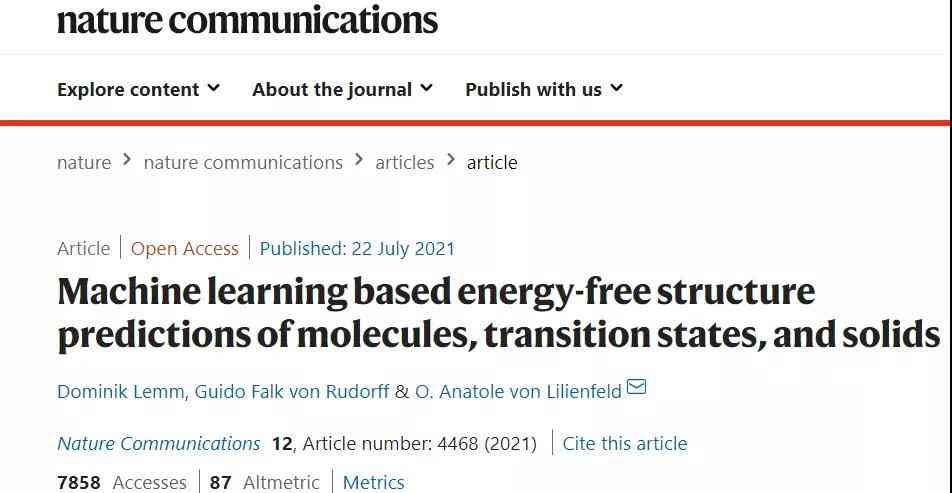 nature communications
Explore content About the journal Publish with us
nature > nature communications > articles > article
Article | Open Access | Published: 22 July 2021
Machine learning based energy-free structure
predictions of molecules, transition states, and solids
Dominik Lemm, Guido Falk von Rudorff & O. Anatole von Lilienfeld
Nature Communications 12, Article number: 4468 (2021) | Cite this article
7858 Accesses | 87 Altmetric | Metrics